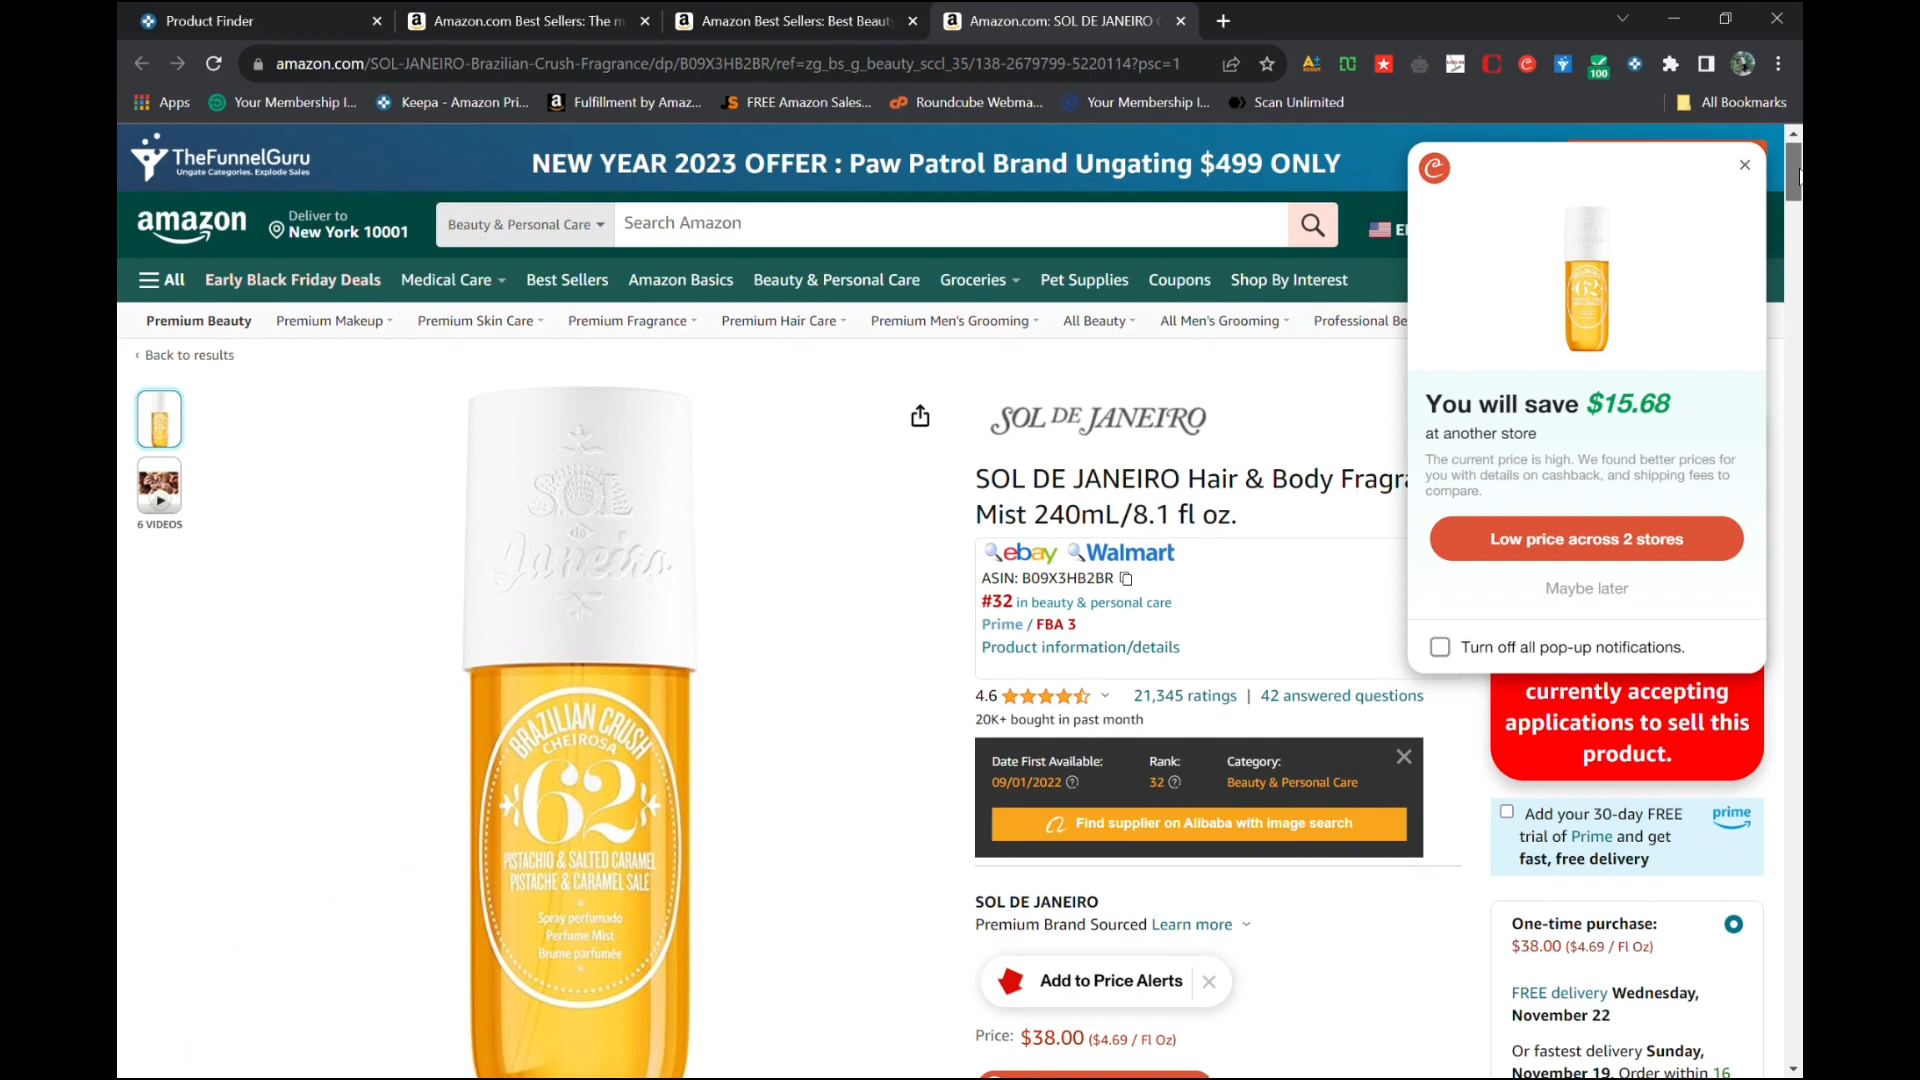 Product Finder
Amazon.com Best Sellers: The m
Amazon Best Sellers: Best Beaut
Amazon.com: SOL DE JANEIRO
amazon.com/SOL-JANEIRO-Brazilian-Crush-Fragrance/dp/B09X3HB2BR/ref=zg_bs_g_beauty_sccl_35/138-2679799-5220114?psc=1
100
Apps
Your Membership I...
Keepa - Amazon Pri...
Fulfillment by Amaz...
FREE Amazon Sales...
Roundcube Webma...
Your Membership I...
Scan Unlimited
All Bookmarks
TheFunnelGuru
Ungate Categories. Explode Sales
NEW YEAR 2023 OFFER : Paw Patrol Brand Ungating $499 ONLY
amazon
Deliver to
New York 10001
Beauty & Personal Care
Search Amazon
All
Early Black Friday Deals
Medical Care
Best Sellers
Amazon Basics
Beauty & Personal Care
Groceries
Pet Supplies
Coupons
Shop By Interest
Premium Beauty
Premium Makeup
Premium Skin Care
Premium Fragrance
Premium Hair Care
Premium Men's Grooming
All Beauty
All Men's Grooming
Professional Be
‹ Back to results
6 VIDEOS
SOL
de
Janeiro
BRAZILIAN CRUSH
CHEIROSA
62
PISTACHIO & SALTED CARAMEL
PISTACHE & CARAMEL SALÉ
Spray perfumado
Perfume Mist
Brume parfumée
SOL DE JANEIRO
SOL DE JANEIRO Hair & Body Fragra
Mist 240mL/8.1 fl oz.
ebay Walmart
ASIN: B09X3HB2BR
#32 in beauty & personal care
Prime / FBA 3
Product information/details
4.6
21,345 ratings | 42 answered questions
20K+ bought in past month
Date First Available: Rank: Category:
09/01/2022 32 Beauty & Personal Care
Find supplier on Alibaba with image search
SOL DE JANEIRO
Premium Brand Sourced Learn more
Add to Price Alerts
Price: $38.00 ($4.69 / Fl Oz)
62
You will save $15.68
at another store
The current price is high. We found better prices for
you with details on cashback, and shipping fees to
compare.
Low price across 2 stores
Maybe later
Turn off all pop-up notifications.
currently accepting
applications to sell this
product.
Add your 30-day FREE
trial of Prime and get
fast, free delivery
prime
One-time purchase:
$38.00 ($4.69 / Fl Oz)
FREE delivery Wednesday,
November 22
Or fastest delivery Sunday,
November 19. Order within 16